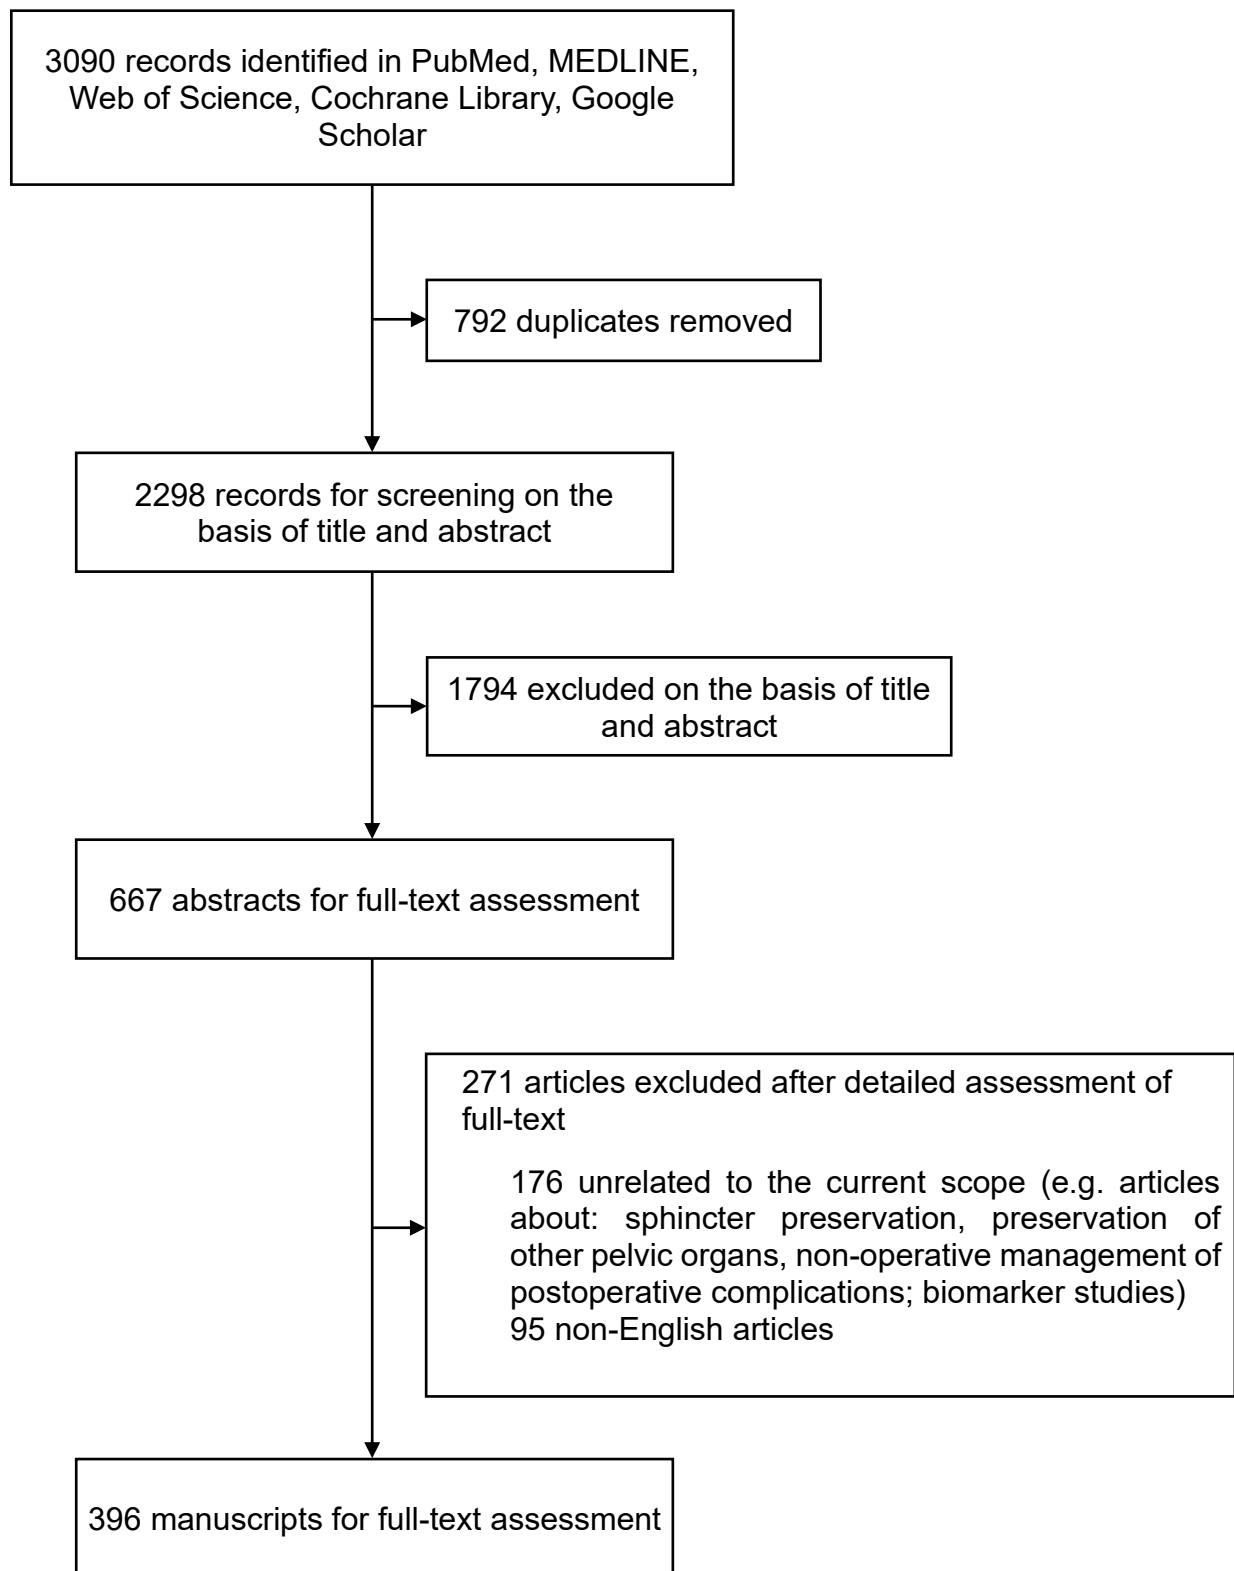 3090 records identified in PubMed, MEDLINE,
Web of Science, Cochrane Library, Google
Scholar
792 duplicates removed
2298 records for screening on the
basis of title and abstract
1794 excluded on the basis of title
and abstract
667 abstracts for full-text assessment
271 articles excluded after detailed assessment of
full-text
176 unrelated to the current scope (e.g. articles
about: sphincter preservation, preservation of
other pelvic organs, non-operative management of
postoperative complications; biomarker studies)
95 non-English articles
396 manuscripts for full-text assessment